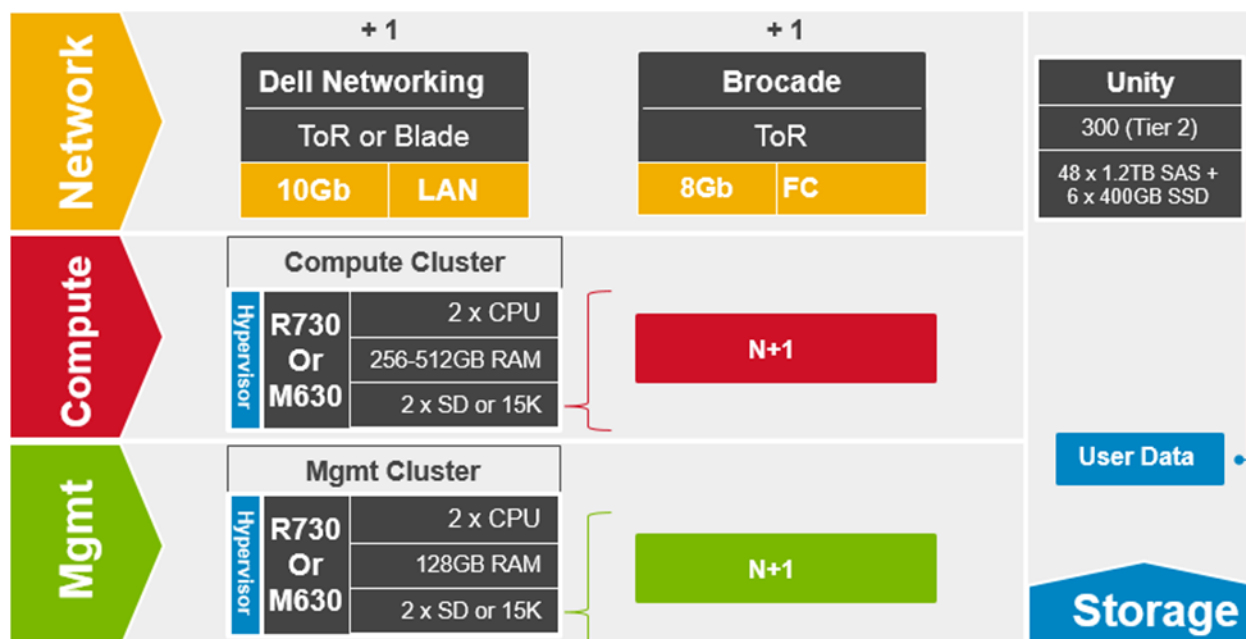 Network
+ 1
Dell Networking
ToR or Blade
10Gb LAN
+ 1
Brocade
ToR
8Gb FC
Unity
300 (Tier 2)
48 x 1.2TB SAS +
6 x 400GB SSD
Compute
Compute Cluster
Hypervisor
R730
Or
M630
2 x CPU
256-512GB RAM
2 x SD or 15K
N+1
Mgmt
Mgmt Cluster
Hypervisor
R730
Or
M630
2 x CPU
128GB RAM
2 x SD or 15K
N+1
User Data
Storage